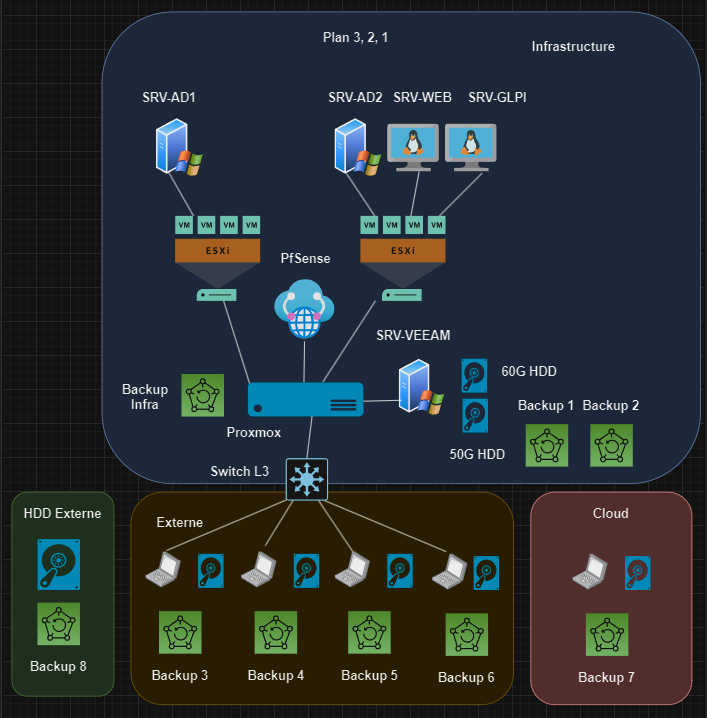 Plan 3, 2, 1
Infrastructure
SRV-AD1
SRV-AD2
SRV-WEB
SRV-GLPI
VM VM VM VM
VM VM VM VM
ESXi
ESXi
PfSense
SRV-VEEAM
60G HDD
Backup
Infra
Backup 1
Backup 2
Proxmox
50G HDD
Switch L3
HDD Externe
Externe
Cloud
Backup 8
Backup 3
Backup 4
Backup 5
Backup 6
Backup 7